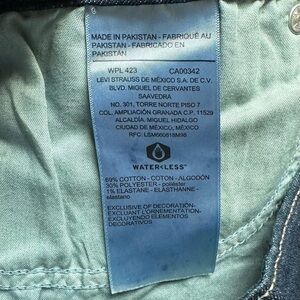 MADE IN PAKISTAN - FABRIQUÉ AU
PAKISTAN - FABRICADO EN
PAKISTÁN
WPL 423 CA00342
LEVI STRAUSS DE MÉXICO S.A. DE C.V.
BLVD. MIGUEL DE CERVANTES
SAAVEDRA
NO. 301, TORRE NORTE PISO 7
COL. AMPLIACIÓN GRANADA C.P. 11529
ALCALDÍA. MIGUEL HIDALGO
CIUDAD DE MÉXICO, MÉXICO
RFC. LSM660618M98
WATER<LESS
69% COTTON - COTON - ALGODÓN
30% POLYESTER - poliéster
1% ELASTANE - ÉLASTHANNE -
elastano
EXCLUSIVE OF DECORATION-
EXCLUANT L'ORNEMENTATION-
EXCLUYENDO ELEMENTOS
DECORATIVOS